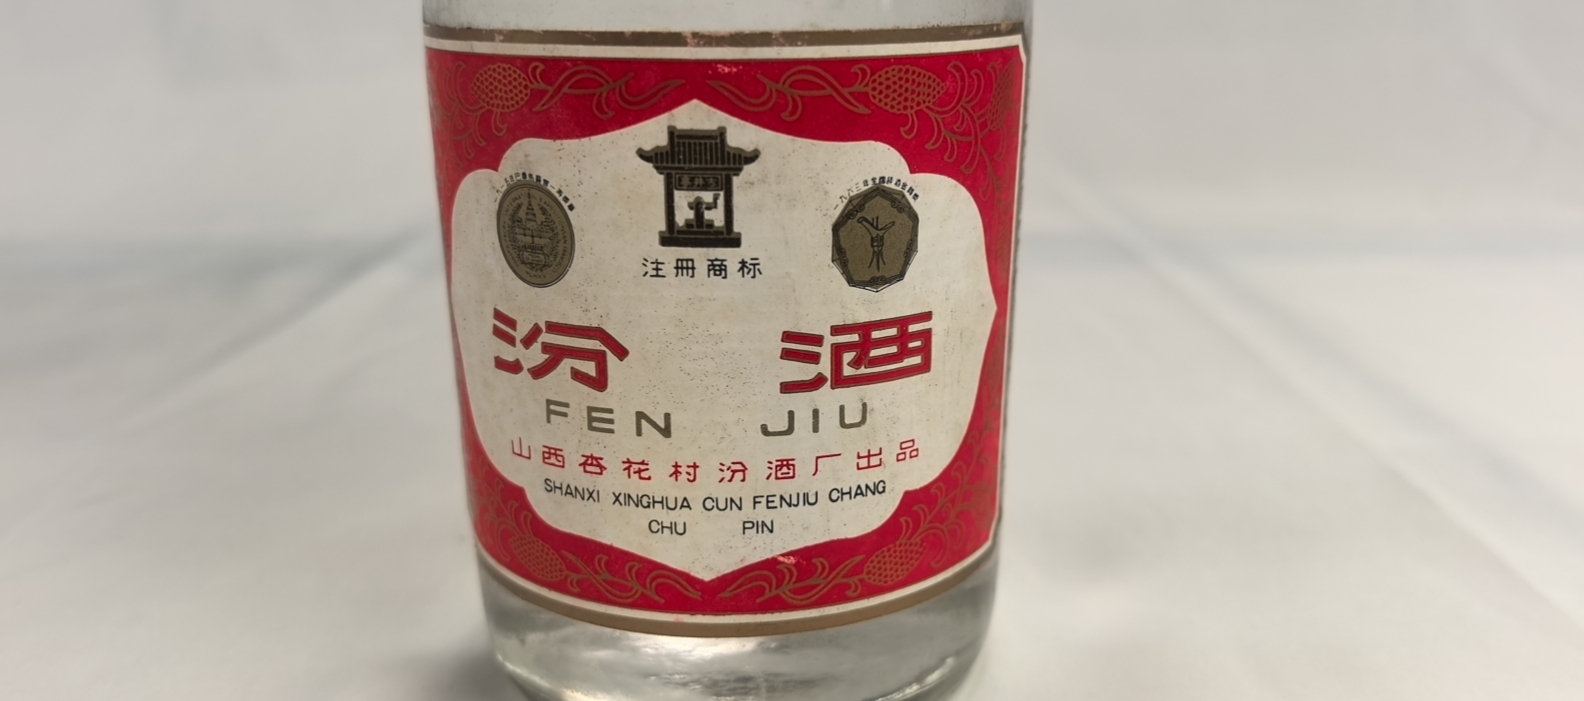 注冊商标
汾酒
FEN JIU
山西杏花村汾酒厂出品
SHANXI XINGHUA CUN FENJIU CHANG
CHU PIN